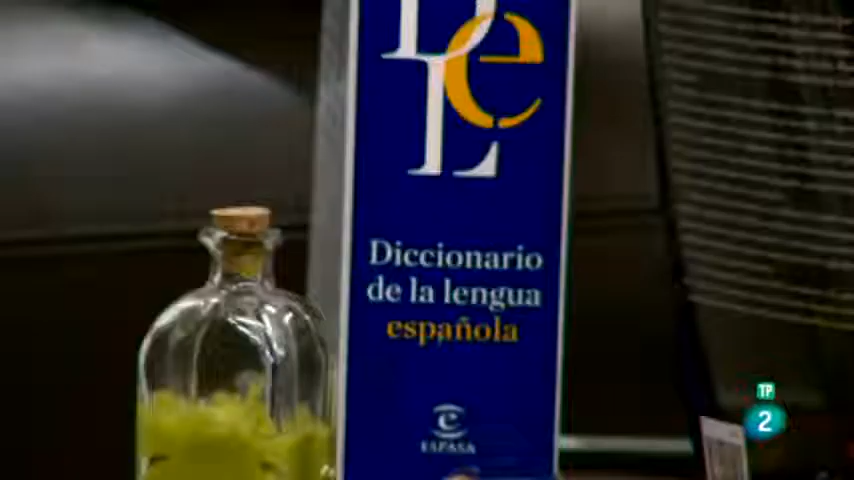 DLe
Diccionario
de la lengua
española
e
ESPASA
TP
2